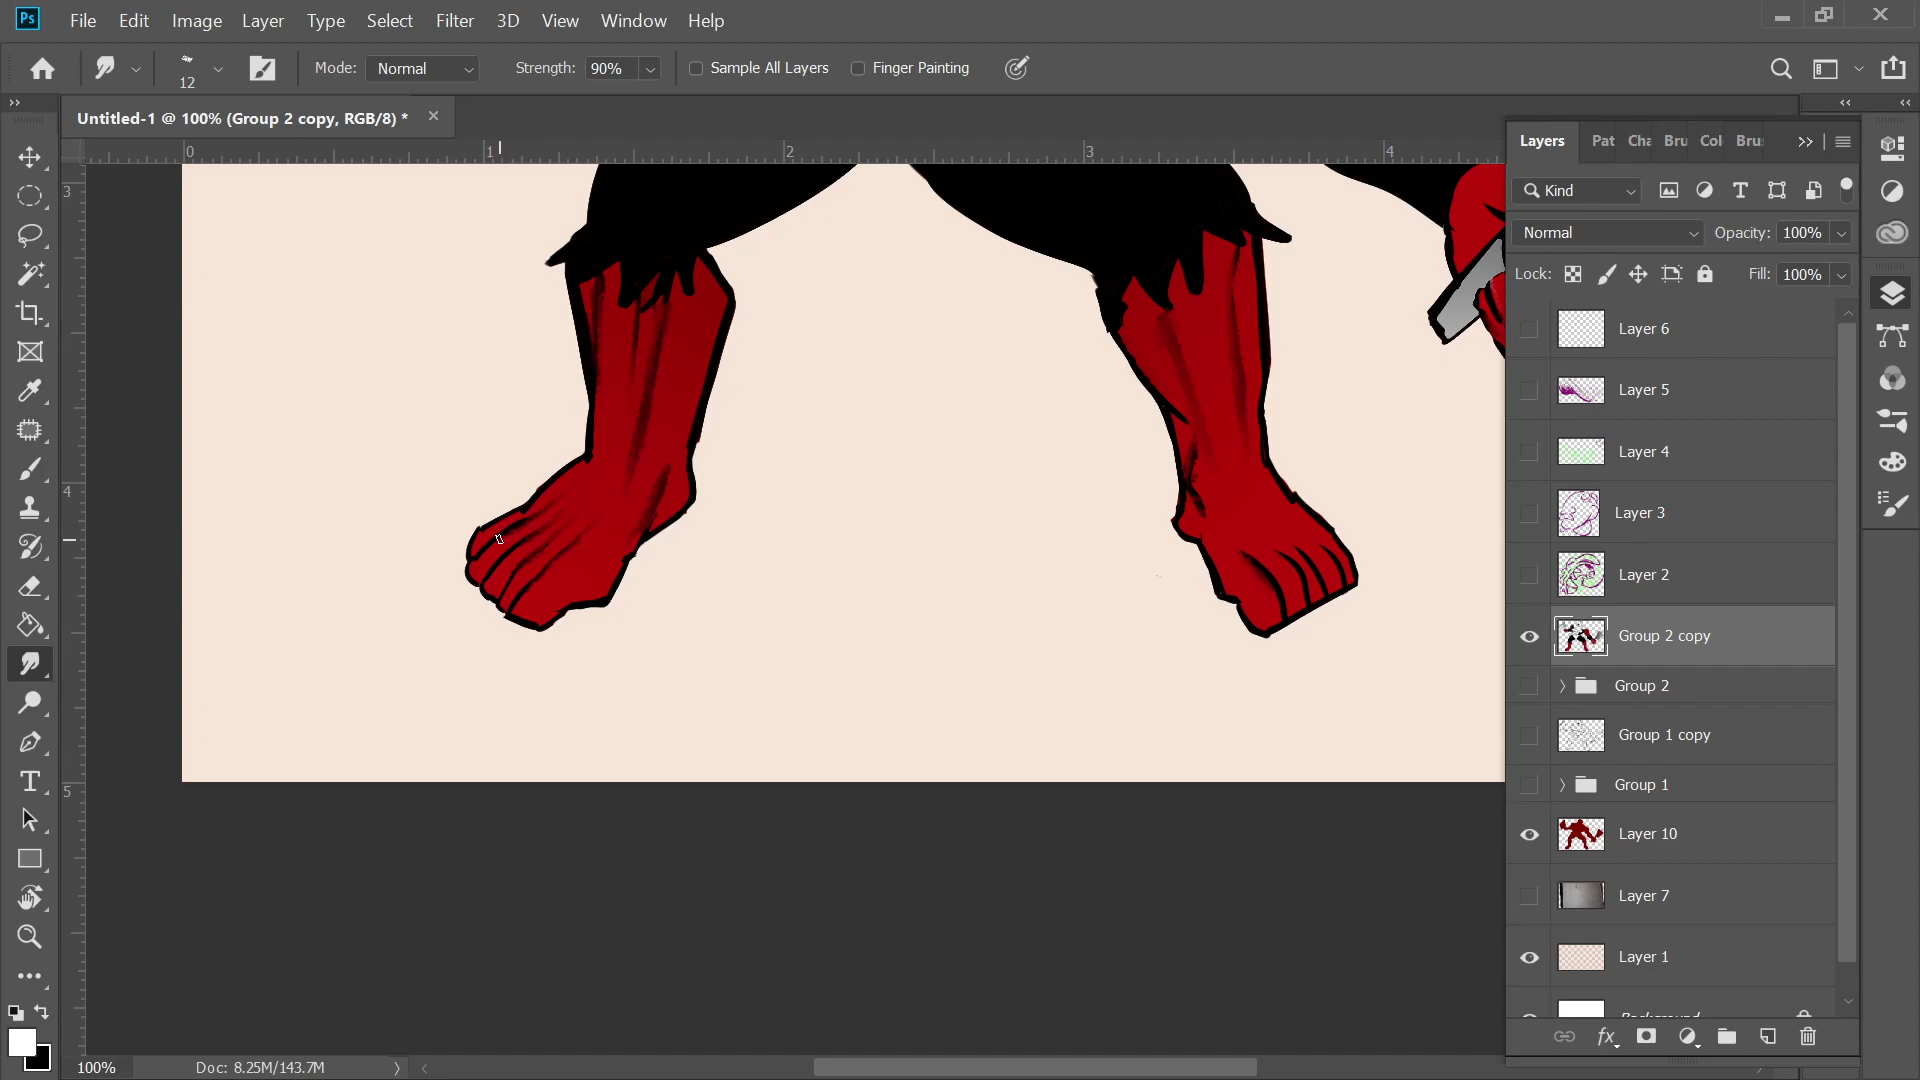 Ps File Edit Image Layer Type Select Filter 3D View Window Help
12 Mode: Normal Strength: 90% Sample All Layers Finger Painting
Untitled-1 @ 100% (Group 2 copy, RGB/8) *
0 1 2 3 4
3
4
5
Layers Pat Cha Bru Col Brus
Kind
Normal Opacity: 100%
Lock: Fill: 100%
Layer 6
Layer 5
Layer 4
Layer 3
Layer 2
Group 2 copy
Group 2
Group 1 copy
Group 1
Layer 10
Layer 7
Layer 1
Background
fx
100% Doc: 8.25M/143.7M